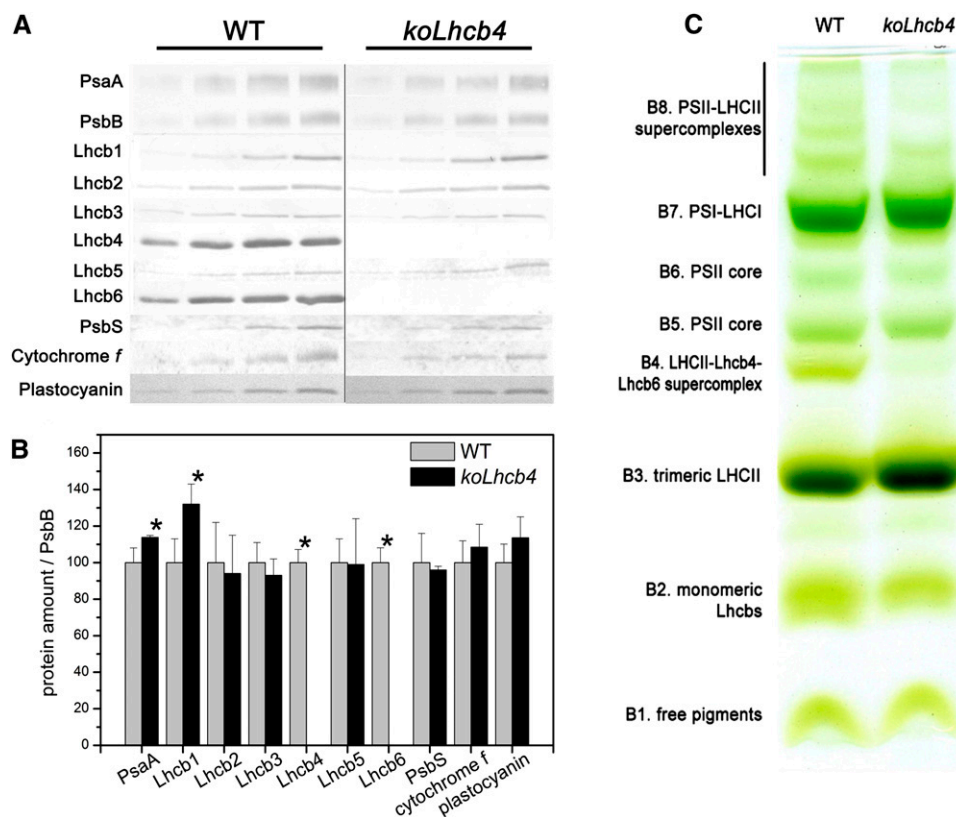 A
WT
koLhcb4
PsaA
PsbB
Lhcb1
Lhcb2
Lhcb3
Lhcb4
Lhcb5
Lhcb6
PsbS
Cytochrome f
Plastocyanin
B
protein amount / PsbB
160
140
120
100
80
60
40
20
0
WT
koLhcb4
*
*
*
*
PsaA
Lhcb1
Lhcb2
Lhcb3
Lhcb4
Lhcb5
Lhcb6
PsbS
cytochrome f
plastocyanin
C
WT
koLhcb4
B8. PSII-LHCII
supercomplexes
B7. PSI-LHCI
B6. PSII core
B5. PSII core
B4. LHCII-Lhcb4-
Lhcb6 supercomplex
B3. trimeric LHCII
B2. monomeric
Lhcbs
B1. free pigments